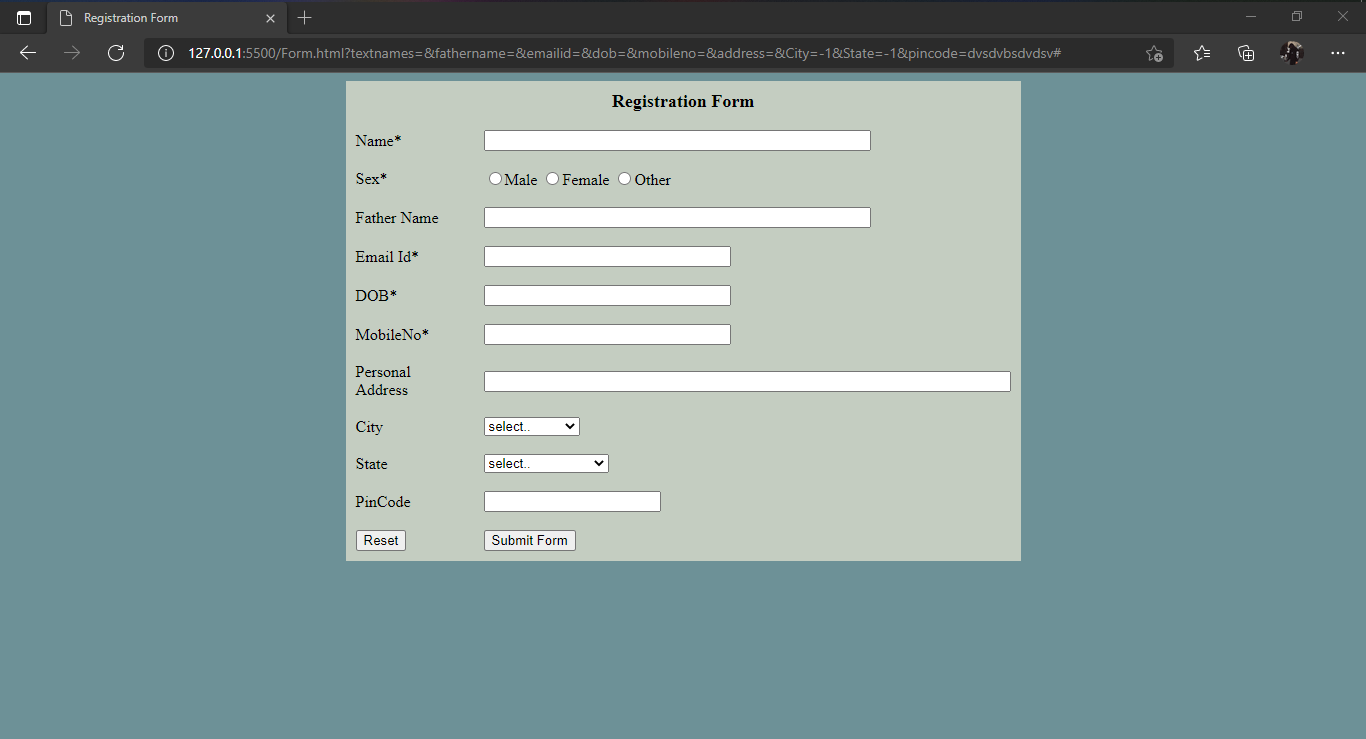 Registration Form
127.0.0.1:5500/Form.html?textnames=&fathername=&emailid=&dob=&mobileno=&address=&City=-1&State=-1&pincode=dvsdvbsdvdsv#
Registration Form
Name*
Sex* Male Female Other
Father Name
Email Id*
DOB*
MobileNo*
Personal
Address
City select..
State select..
PinCode
Reset Submit Form